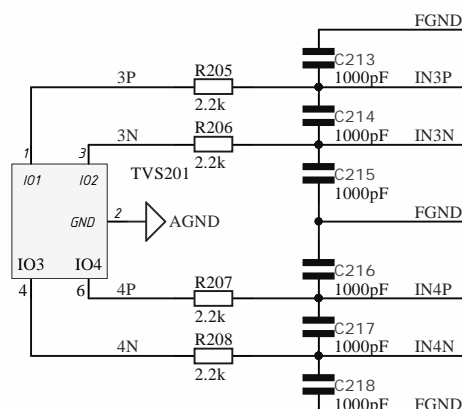 FGND
C213
3P R205 1000pF IN3P
2.2k C214
3N R206 1000pF IN3N
1 3 2.2k TVS201 C215
IO1 IO2 1000pF
GND 2 AGND FGND
IO3 IO4 C216
4 6 4P R207 1000pF IN4P
2.2k C217
4N R208 1000pF IN4N
2.2k C218
1000pF FGND